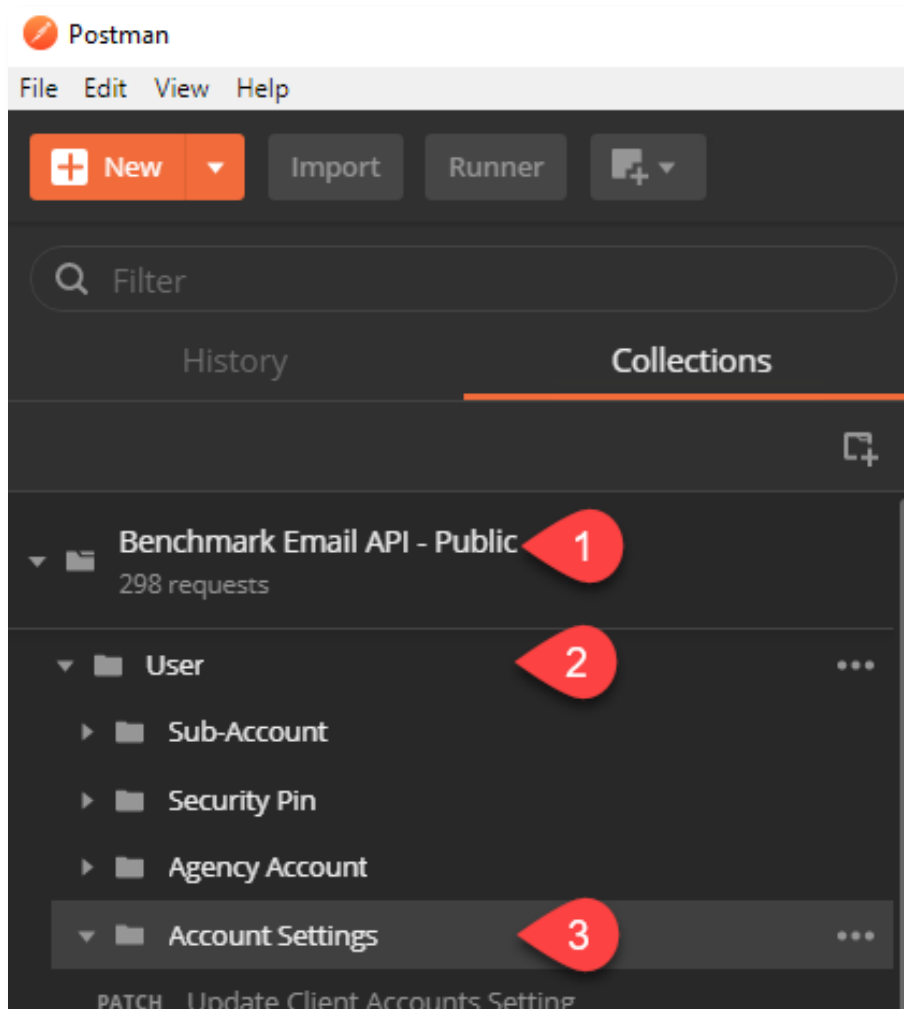 Postman
File Edit View Help
New Import Runner
Filter
History Collections
Benchmark Email API - Public 1
298 requests
User 2
Sub-Account
Security Pin
Agency Account
Account Settings 3
PATCH Update Client Accounts Setting